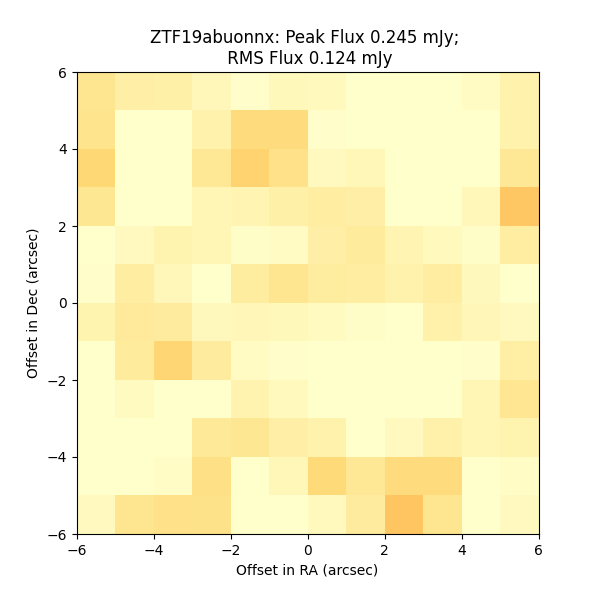 ZTF19abuonnx: Peak Flux 0.245 mJy;
RMS Flux 0.124 mJy
6
4
2
0
−2
−4
−6
Offset in Dec (arcsec)
−6 −4 −2 0 2 4 6
Offset in RA (arcsec)